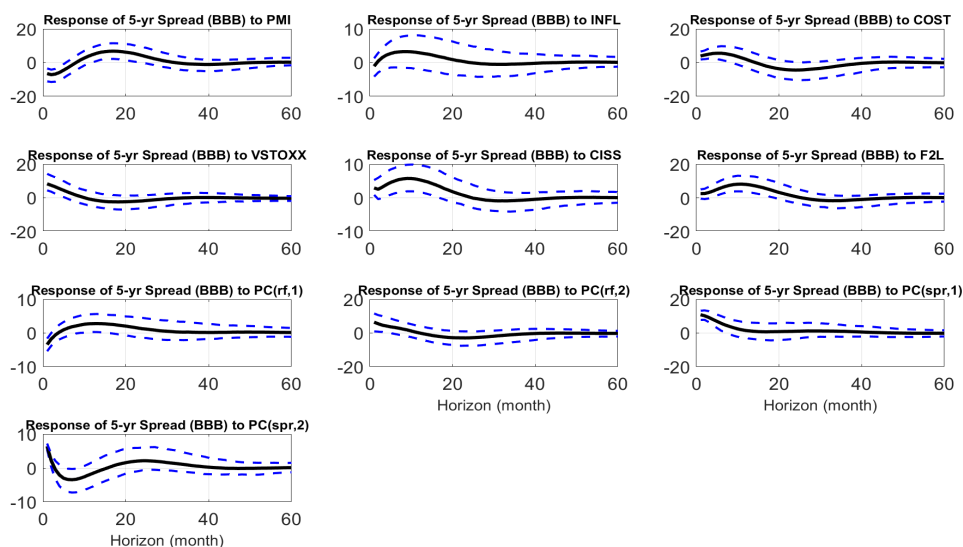 Response of 5-yr Spread (BBB) to PMI
20
0
-20
0 20 40 60
Response of 5-yr Spread (BBB) to INFL
10
0
-10
0 20 40 60
Response of 5-yr Spread (BBB) to COST
20
0
-20
0 20 40 60
Response of 5-yr Spread (BBB) to VSTOXX
20
0
-20
0 20 40 60
Response of 5-yr Spread (BBB) to CISS
10
0
-10
0 20 40 60
Response of 5-yr Spread (BBB) to F2L
20
0
-20
0 20 40 60
Response of 5-yr Spread (BBB) to PC(rf,1)
10
0
-10
0 20 40 60
Response of 5-yr Spread (BBB) to PC(rf,2)
20
0
-20
0 20 40 60
Horizon (month)
Response of 5-yr Spread (BBB) to PC(spr,1)
20
0
-20
0 20 40 60
Horizon (month)
Response of 5-yr Spread (BBB) to PC(spr,2)
10
0
-10
0 20 40 60
Horizon (month)